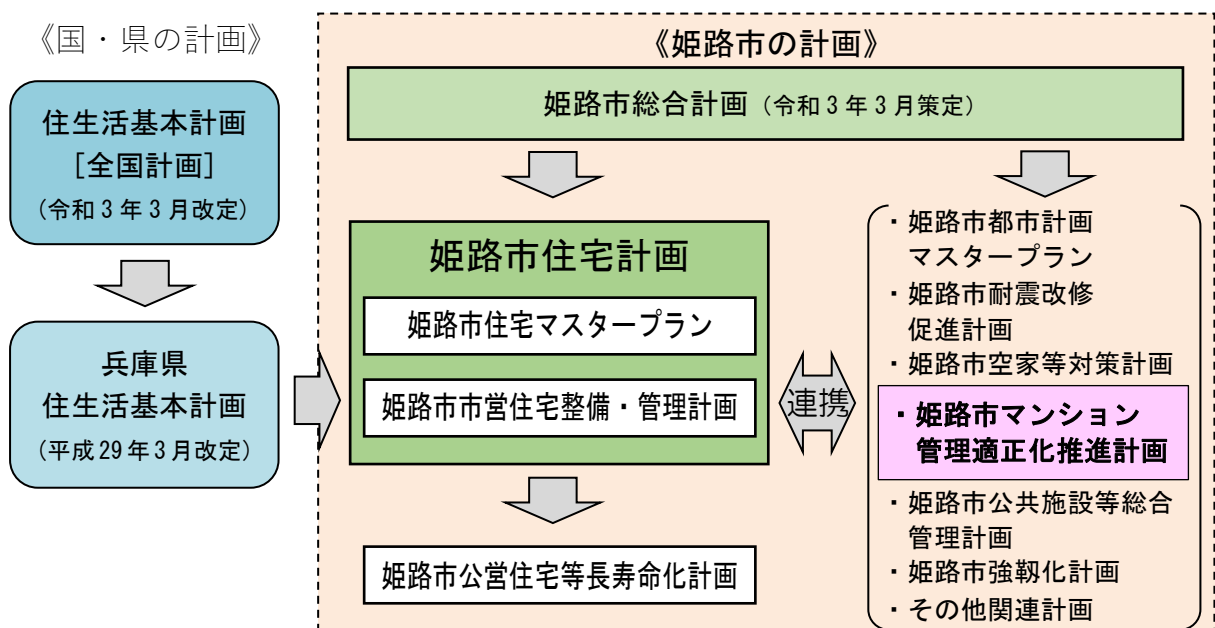 《国・県の計画》
住生活基本計画
［全国計画］
（令和3年3月改定）
兵庫県
住生活基本計画
（平成29年3月改定）
《姫路市の計画》
姫路市総合計画（令和3年3月策定）
姫路市住宅計画
姫路市住宅マスタープラン
姫路市市営住宅整備・管理計画
姫路市公営住宅等長寿命化計画
連携
・姫路市都市計画
マスタープラン
・姫路市耐震改修
促進計画
・姫路市空家等対策計画
・姫路市マンション
管理適正化推進計画
・姫路市公共施設等総合
管理計画
・姫路市強靱化計画
・その他関連計画